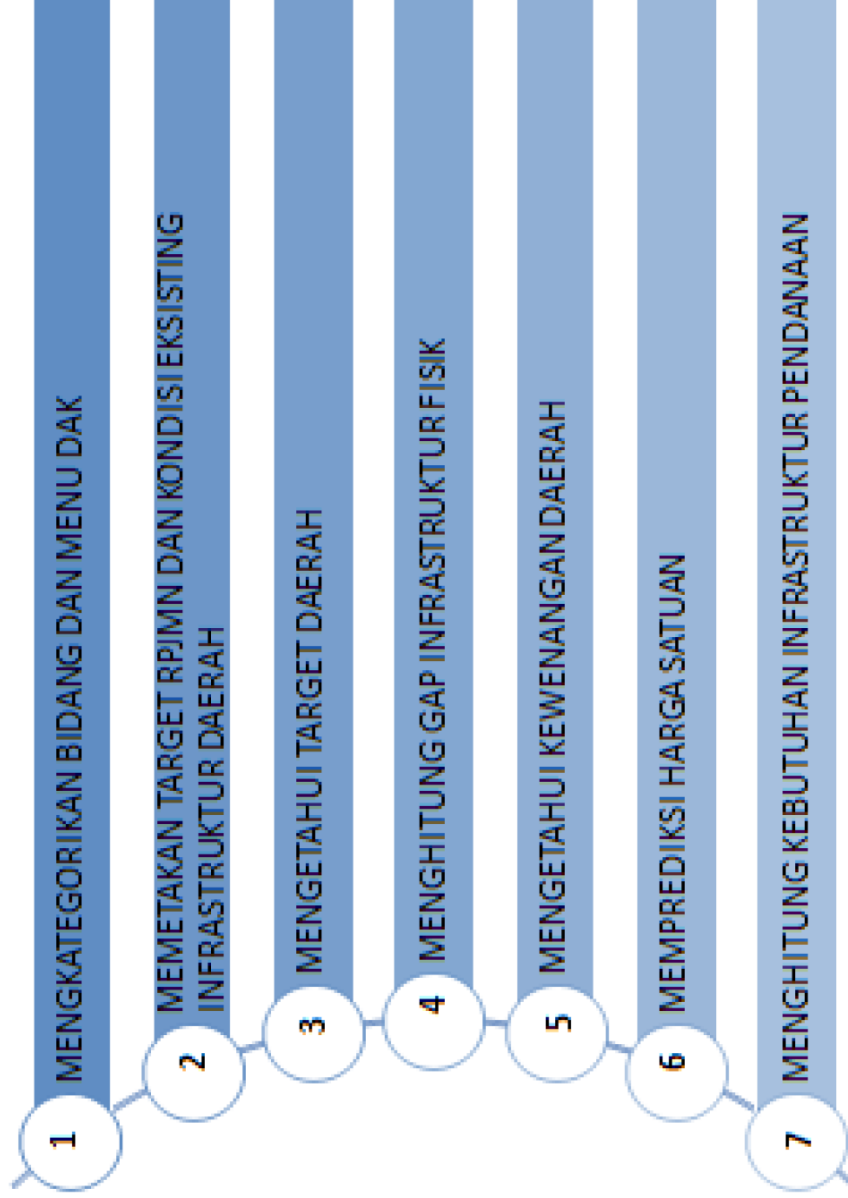 1
MENGKATEGORIKAN BIDANG DAN MENU DAK
2
MEMETAKAN TARGET RPJMN DAN KONDISI EKSISTING
INFRASTRUKTUR DAERAH
3
MENGETAHUI TARGET DAERAH
4
MENGHITUNG GAP INFRASTRUKTUR FISIK
5
MENGETAHUI KEWENANGAN DAERAH
6
MEMPREDIKSI HARGA SATUAN
7
MENGHITUNG KEBUTUHAN INFRASTRUKTUR PENDANAAN